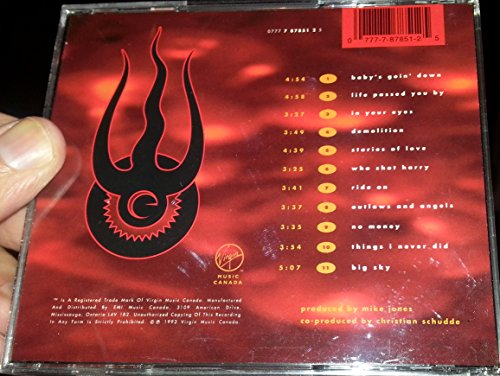 0777 7 87851 2 5
0 777-7-87851-2 5
4:54 1 baby's goin' down
4:58 2 life passed you by
3:27 3 in your eyes
3:49 4 demolition
4:39 5 stories of love
3:25 6 who shot harry
3:41 7 ride on
3:37 8 outlaws and angels
3:35 9 no money
3:54 10 things i never did
5:07 11 big sky
Virgin
MUSIC
CANADA
™ Is A Registered Trade Mark Of Virgin Music Canada. Manufactured
And Distributed By EMI Music Canada, 3109 American Drive,
Mississauga, Ontario L4V 1B2. Unauthorized Copying Of This Recording
In Any Form Is Strictly Prohibited. © ℗ 1992 Virgin Music Canada
produced by mike jones
co-produced by christian schudde